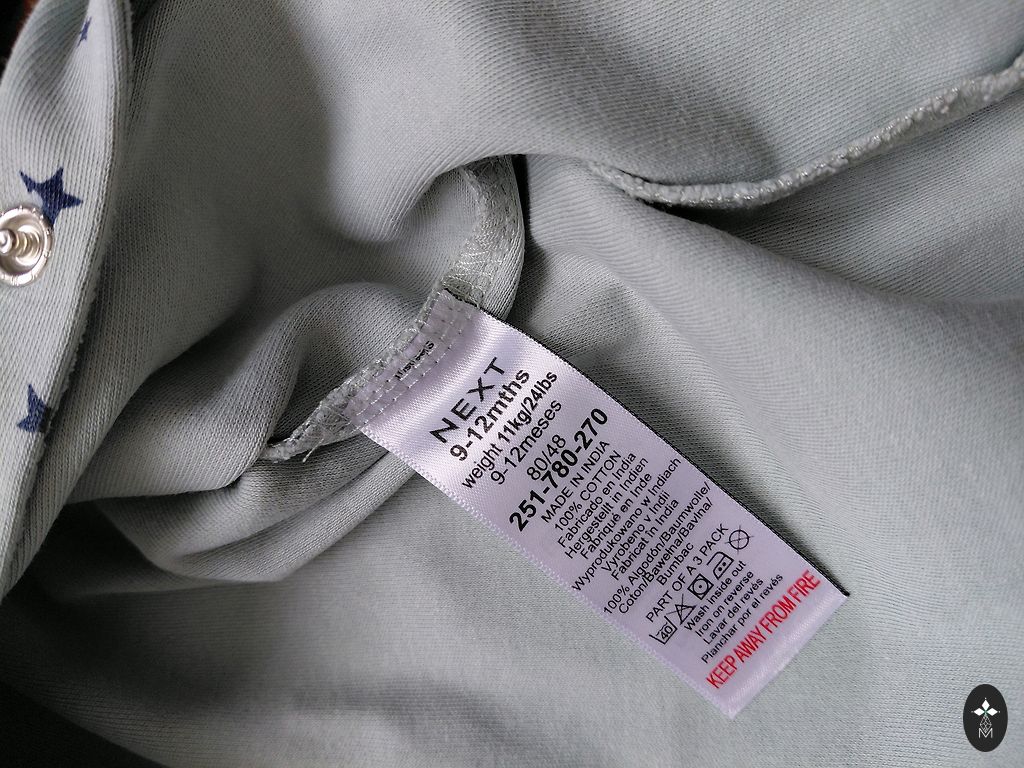 NEXT
9-12mths
weight 11kg/24lbs
9-12meses
80/48
251-780-270
MADE IN INDIA
100% COTTON
Fabricado en India
Hergestellt in Indien
Fabriqué en Inde
Wyprodukowano w Indiach
Vyrobeno v Indii
Fabricat in India
100% Algodón/Baumwolle/
Coton/Bawełna/Bavlna/
Bumbac
PART OF A 3 PACK
40
Wash inside out
Iron on reverse
Lavar del revés
Planchar por el revés
KEEP AWAY FROM FIRE
M